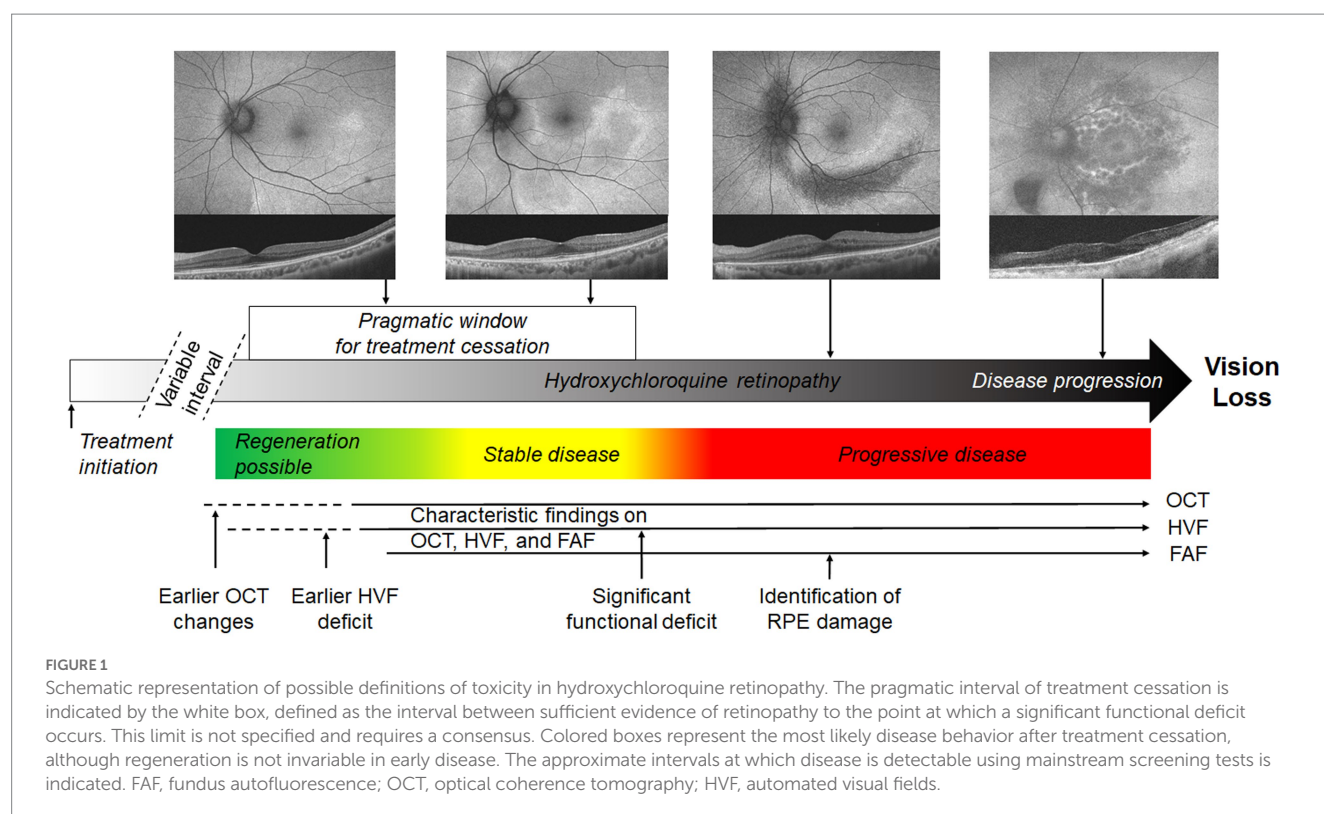 Pragmatic window
for treatment cessation
Variable
interval
Hydroxychloroquine retinopathy
Disease progression
Vision
Loss
Treatment
initiation
Regeneration
possible
Stable disease
Progressive disease
OCT
Characteristic findings on
HVF
OCT, HVF, and FAF
FAF
Earlier OCT
changes
Earlier HVF
deficit
Significant
functional deficit
Identification of
RPE damage
FIGURE 1
Schematic representation of possible definitions of toxicity in hydroxychloroquine retinopathy. The pragmatic interval of treatment cessation is
indicated by the white box, defined as the interval between sufficient evidence of retinopathy to the point at which a significant functional deficit
occurs. This limit is not specified and requires a consensus. Colored boxes represent the most likely disease behavior after treatment cessation,
although regeneration is not invariable in early disease. The approximate intervals at which disease is detectable using mainstream screening tests is
indicated. FAF, fundus autofluorescence; OCT, optical coherence tomography; HVF, automated visual fields.